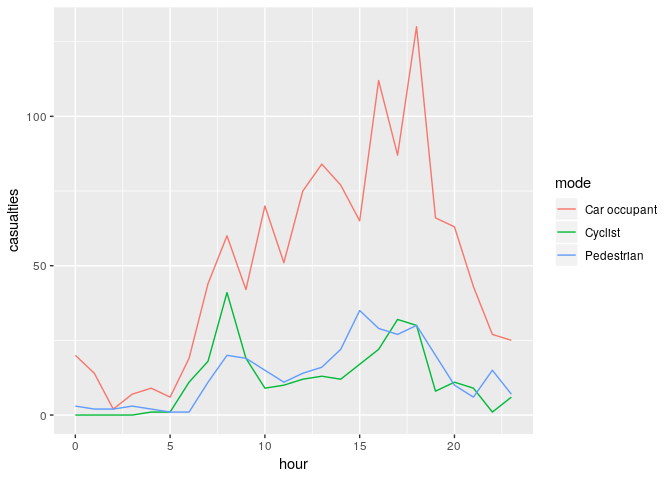 casualties
100
50
0
0 5 10 15 20
hour
mode
Car occupant
Cyclist
Pedestrian